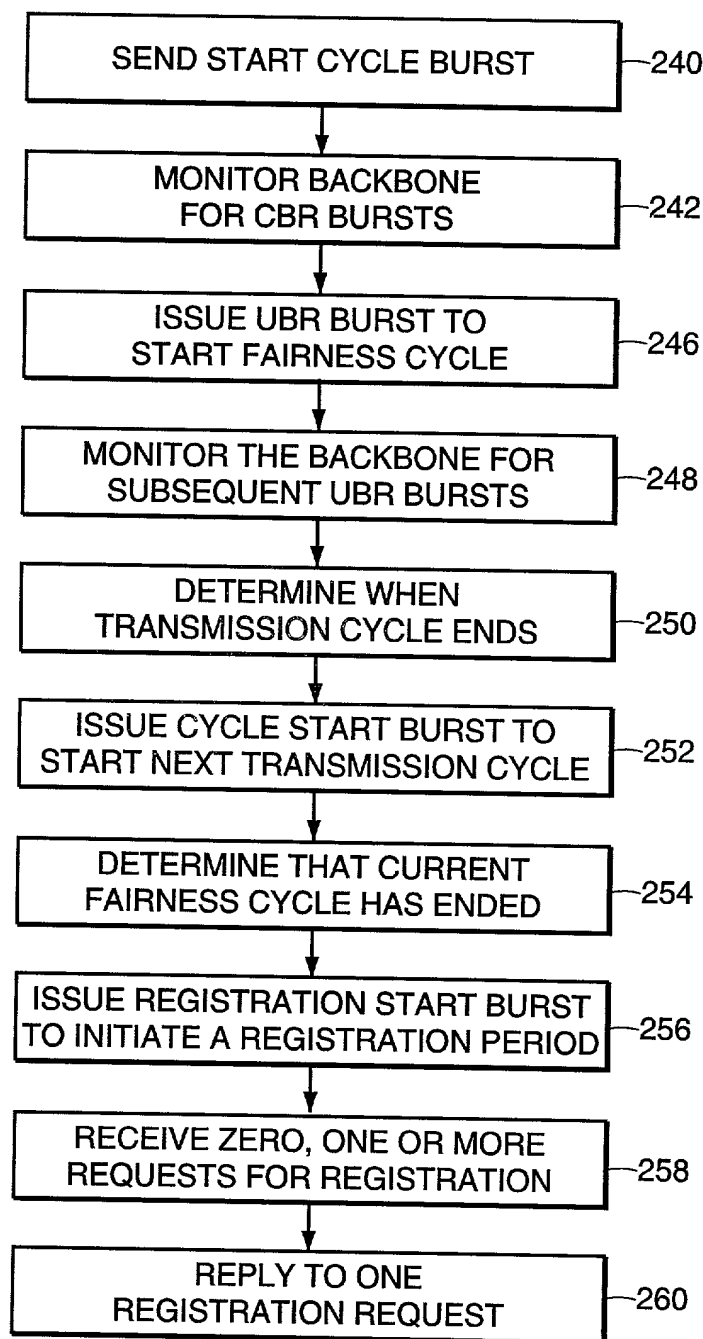 SEND START CYCLE BURST
240
MONITOR BACKBONE
FOR CBR BURSTS
242
ISSUE UBR BURST TO
START FAIRNESS CYCLE
246
MONITOR THE BACKBONE FOR
SUBSEQUENT UBR BURSTS
248
DETERMINE WHEN
TRANSMISSION CYCLE ENDS
250
ISSUE CYCLE START BURST TO
START NEXT TRANSMISSION CYCLE
252
DETERMINE THAT CURRENT
FAIRNESS CYCLE HAS ENDED
254
ISSUE REGISTRATION START BURST
TO INITIATE A REGISTRATION PERIOD
256
RECEIVE ZERO, ONE OR MORE
REQUESTS FOR REGISTRATION
258
REPLY TO ONE
REGISTRATION REQUEST
260